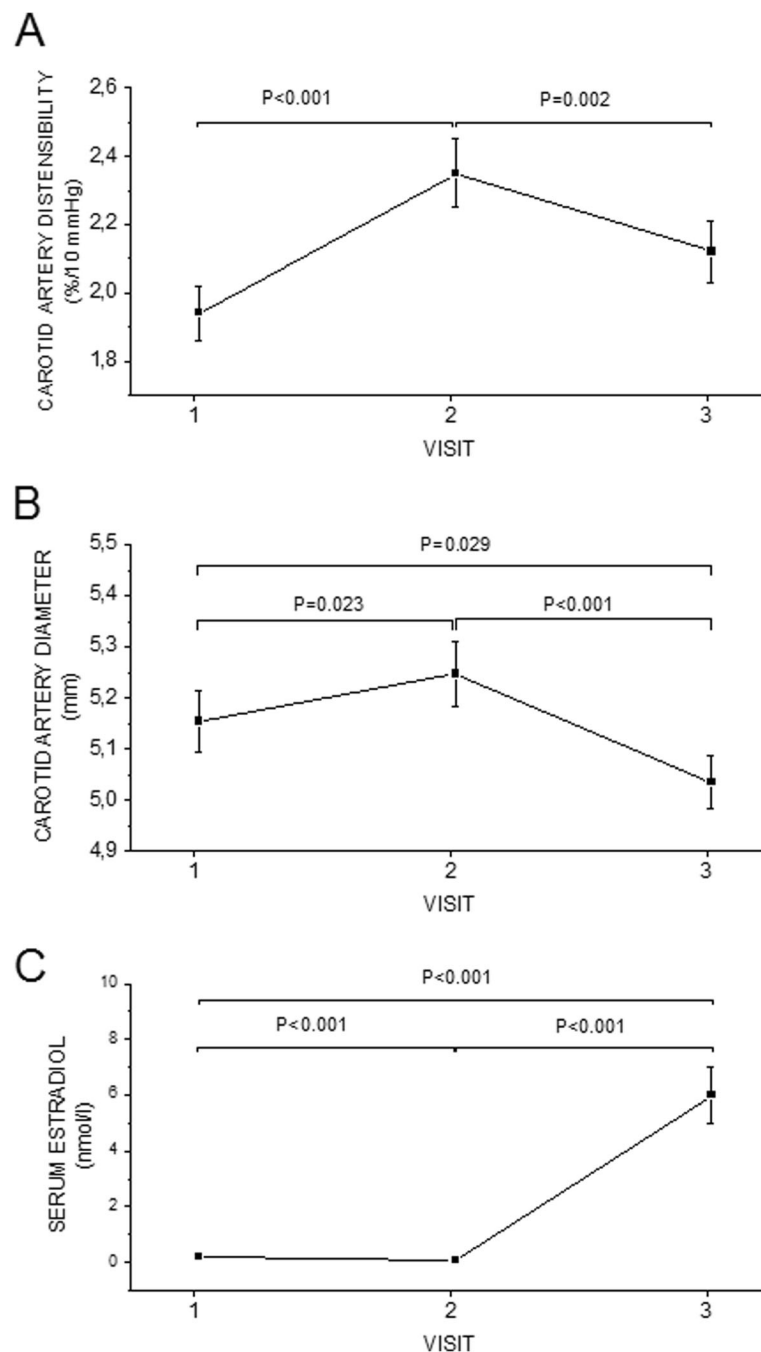 A
CAROTID ARTERY DISTENSIBILITY
(%/10 mmHg)
2,6
2,4
2,2
2,0
1,8
P<0.001
P=0.002
1
2
3
VISIT
B
CAROTID ARTERY DIAMETER
(mm)
5,5
5,4
5,3
5,2
5,1
5,0
4,9
P=0.029
P=0.023
P<0.001
1
2
3
VISIT
C
SERUM ESTRADIOL
(nmol/l)
10
8
6
4
2
0
P<0.001
P<0.001
P<0.001
1
2
3
VISIT